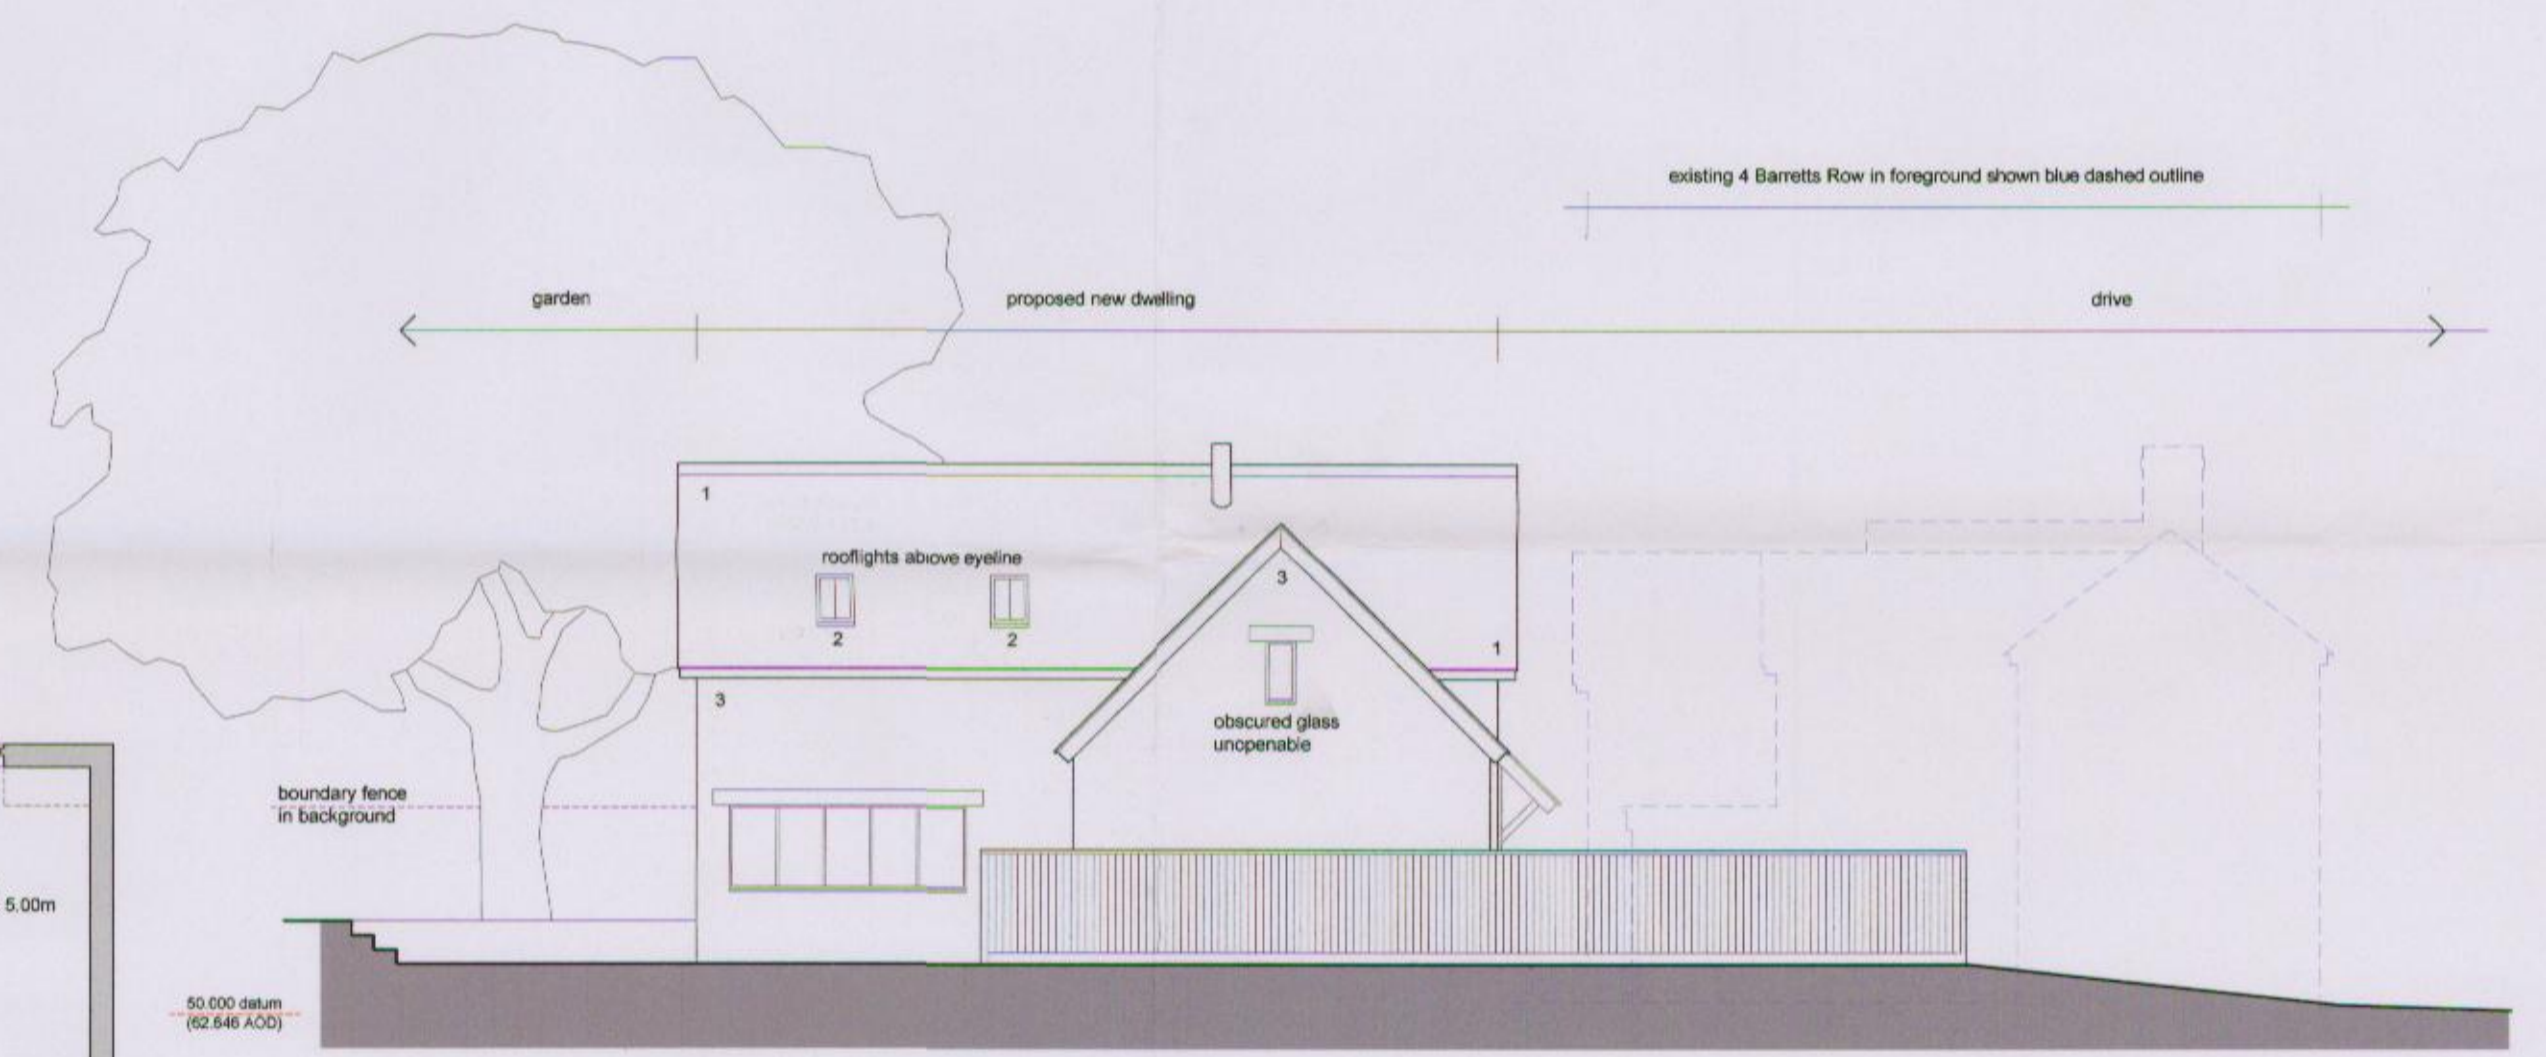 existing 4 Barretts Row in foreground shown blue dashed outline
garden
proposed new dwelling
drive
1
rooflights abiove eyeline
2
2
3
1
3
obscured glass
unopenable
boundary fence
in background
5.00m
50.000 datum
(62.646 AOD)